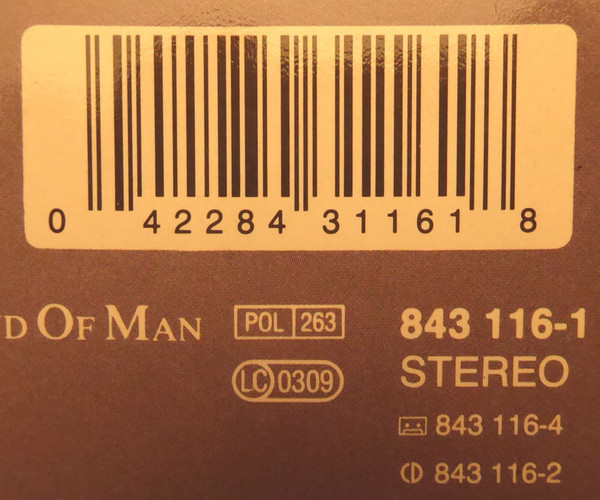 0 42284 31161 8
D OF MAN
POL 263
843 116-1
LC 0309
STEREO
843 116-4
CD 843 116-2